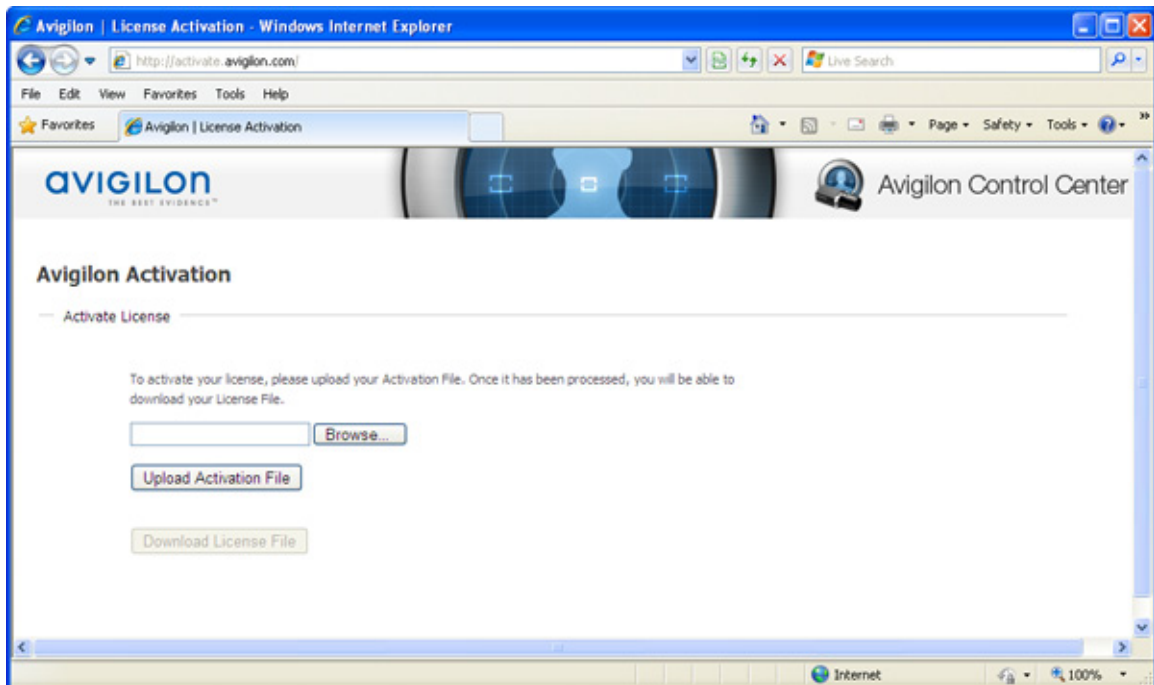 Avigilon | License Activation - Windows Internet Explorer
http://activate.avigilon.com/
Live Search
File Edit View Favorites Tools Help
Favorites Avigilon | License Activation Page Safety Tools »
avigilon
THE BEST EVIDENCE™
Avigilon Control Center
Avigilon Activation
Activate License
To activate your license, please upload your Activation File. Once it has been processed, you will be able to
download your License File.
Browse...
Upload Activation File
Download License File
Internet 100%